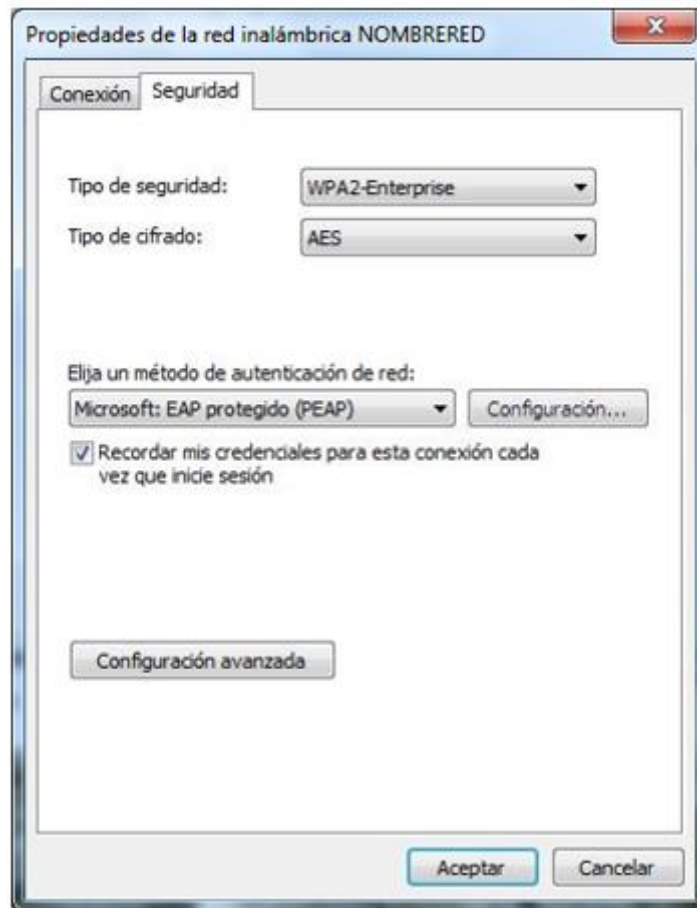 Propiedades de la red inalámbrica NOMBRERED
Conexión Seguridad
Tipo de seguridad: WPA2-Enterprise
Tipo de cifrado: AES
Elija un método de autenticación de red:
Microsoft: EAP protegido (PEAP) Configuración...
Recordar mis credenciales para esta conexión cada
vez que inicie sesión
Configuración avanzada
Aceptar Cancelar